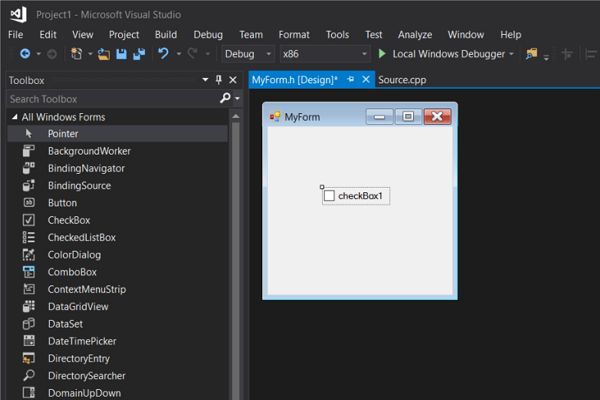 Project1 - Microsoft Visual Studio
File Edit View Project Build Debug Team Format Tools Test Analyze Window Help
Debug x86 Local Windows Debugger
Toolbox
MyForm.h [Design]* Source.cpp
Search Toolbox
All Windows Forms
Pointer
BackgroundWorker
BindingNavigator
BindingSource
Button
CheckBox
CheckedListBox
ColorDialog
ComboBox
ContextMenuStrip
DataGridView
DataSet
DateTimePicker
DirectoryEntry
DirectorySearcher
DomainUpDown
MyForm
checkBox1